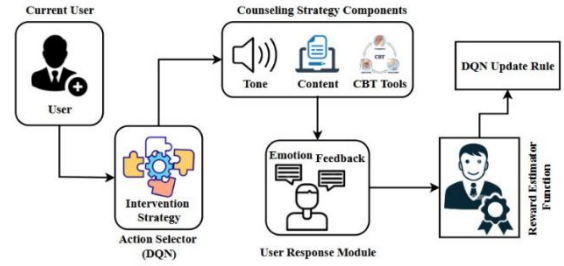 Current User
User
Intervention
Strategy
Action Selector
(DQN)
Counseling Strategy Components
CBT
Tone
Content
CBT Tools
Emotion
Feedback
User Response Module
Reward Estimator
Function
DQN Update Rule